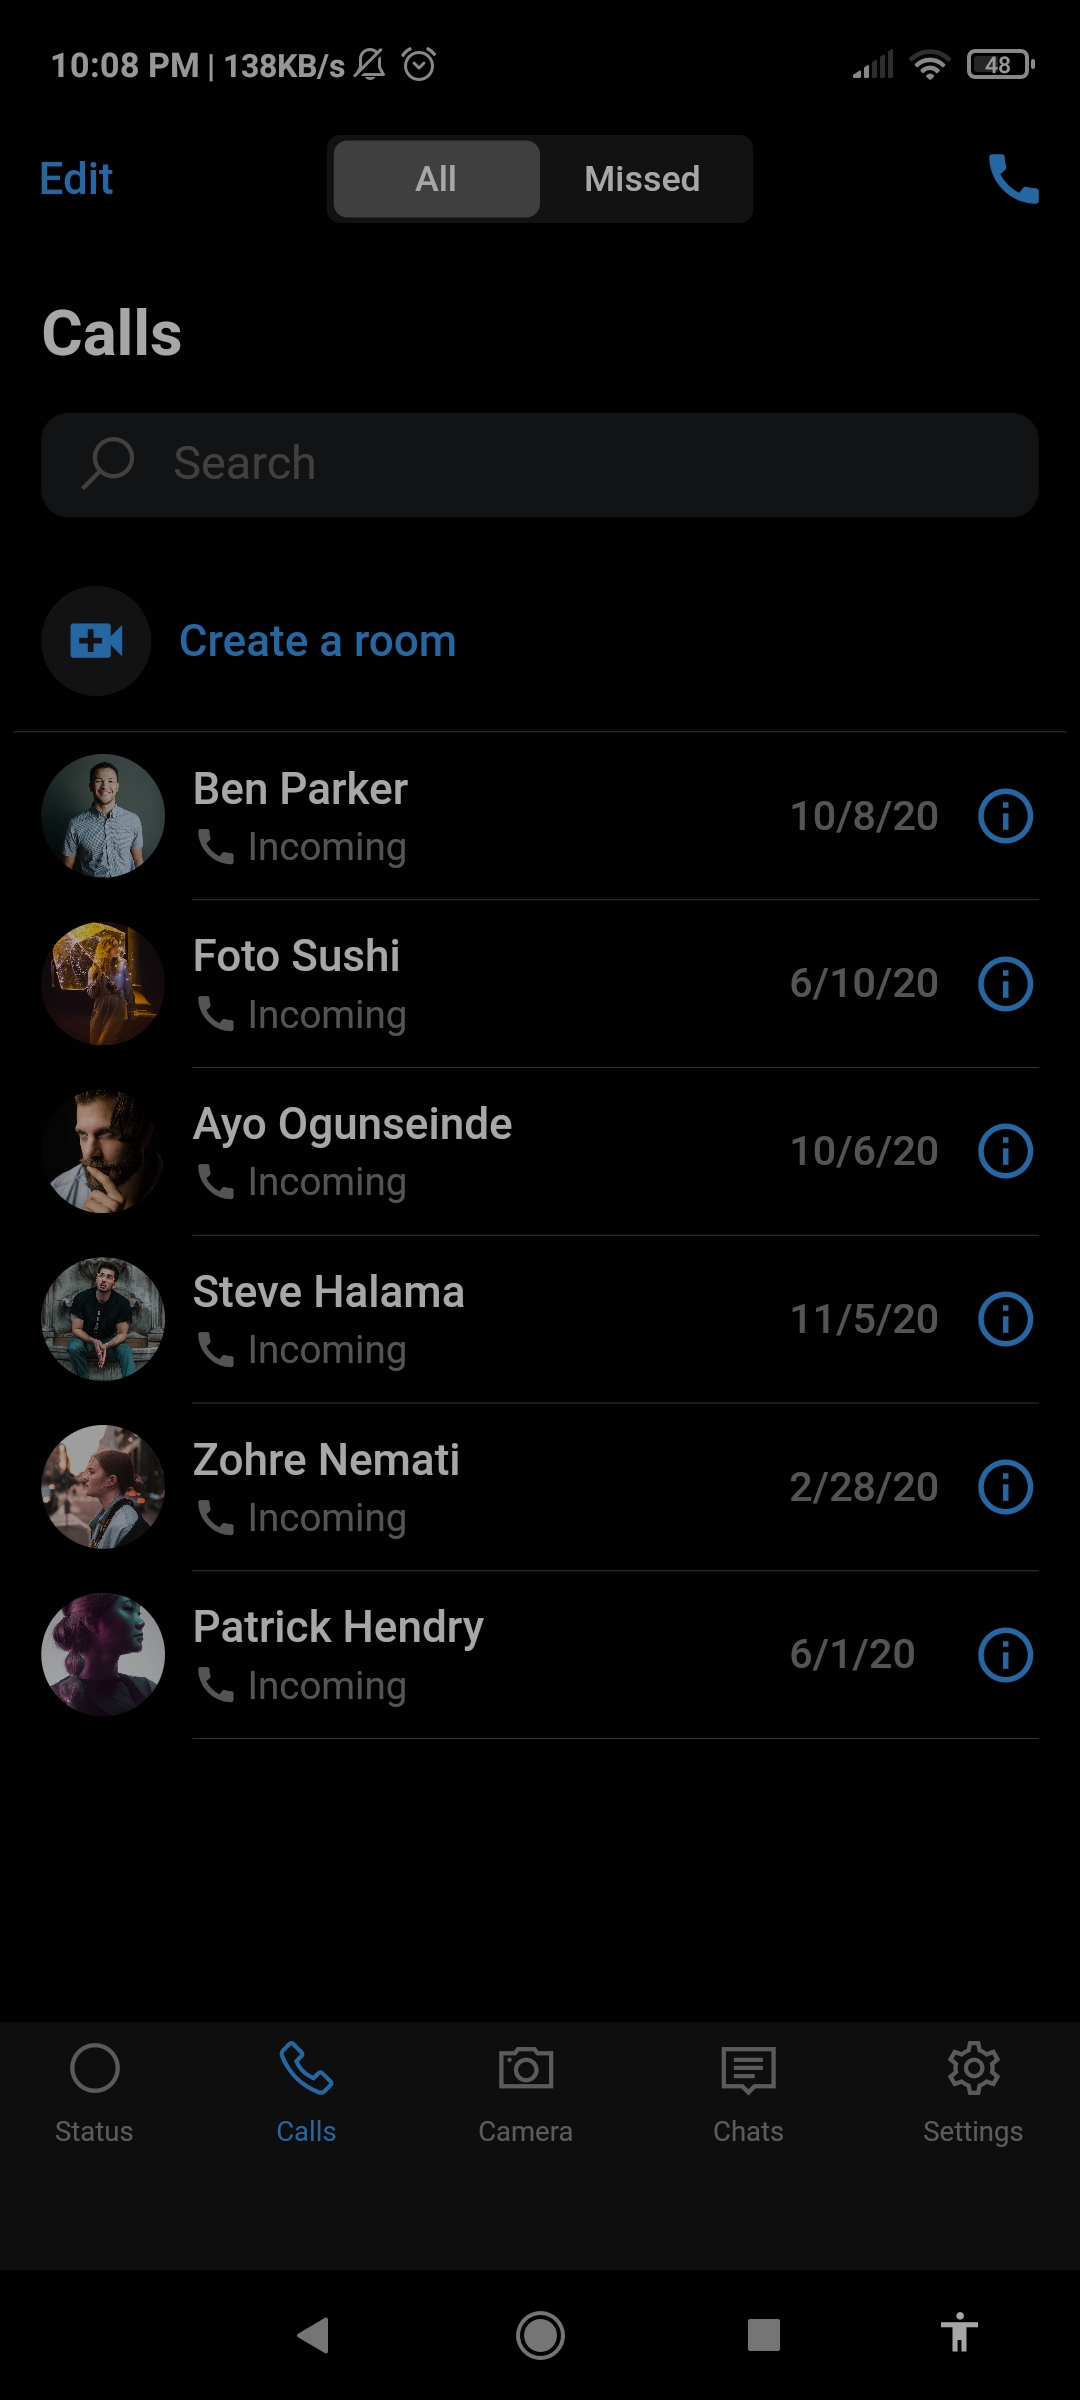 10:08 PM | 138KB/s
48
Edit
All
Missed
Calls
Search
Create a room
Ben Parker
Incoming
10/8/20
Foto Sushi
Incoming
6/10/20
Ayo Ogunseinde
Incoming
10/6/20
Steve Halama
Incoming
11/5/20
Zohre Nemati
Incoming
2/28/20
Patrick Hendry
Incoming
6/1/20
Status
Calls
Camera
Chats
Settings